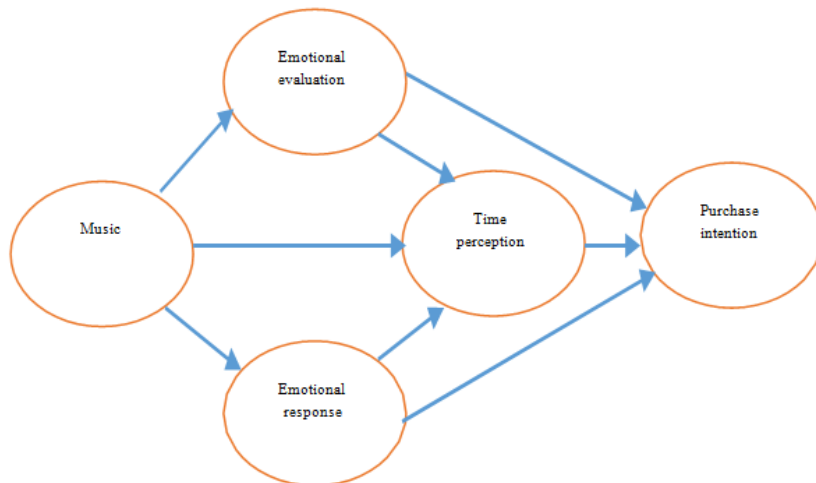 Emotional
evaluation
Music
Time
perception
Purchase
intention
Emotional
response